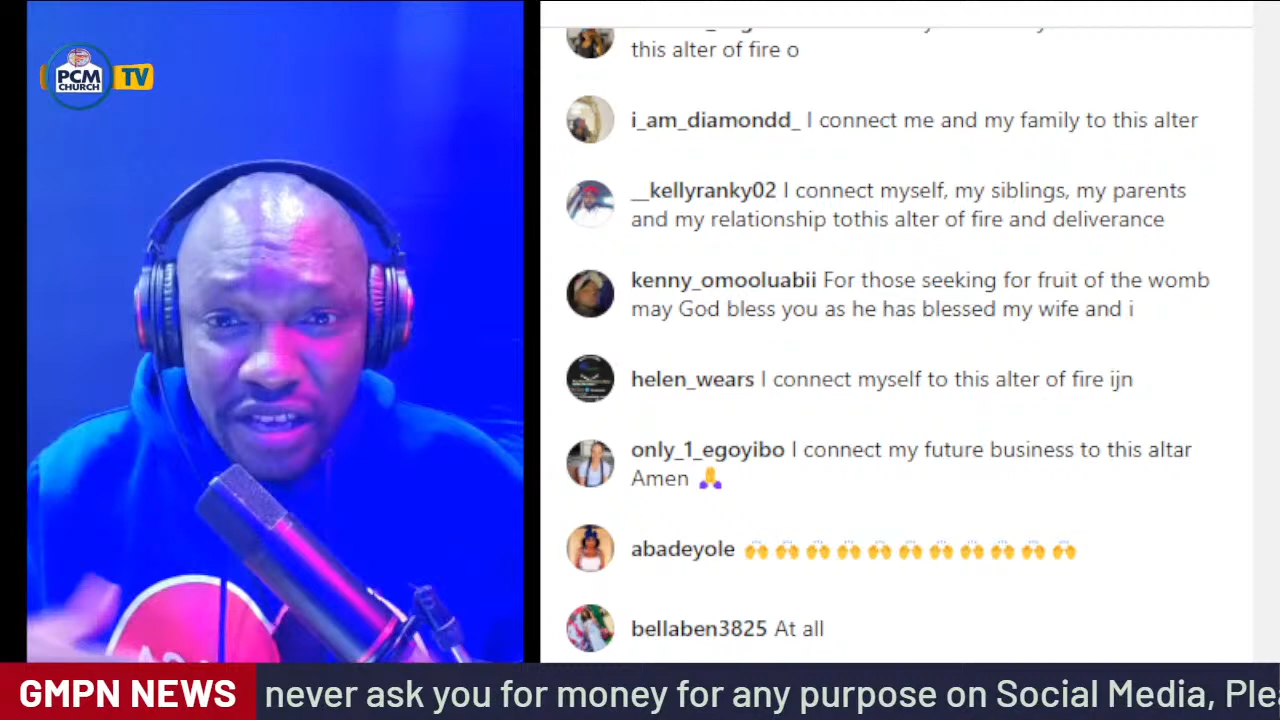 PCM
CHURCH
TV
this alter of fire o
i_am_diamondd_ I connect me and my family to this alter
__kellyranky02 I connect myself, my siblings, my parents
and my relationship tothis alter of fire and deliverance
kenny_omooluabii For those seeking for fruit of the womb
may God bless you as he has blessed my wife and i
helen_wears I connect myself to this alter of fire ijn
only_1_egoyibo I connect my future business to this altar
Amen 🙏
abadeyole 🙌🙌🙌🙌🙌🙌🙌🙌🙌🙌🙌
bellaben3825 At all
GMPN NEWS never ask you for money for any purpose on Social Media, Plea